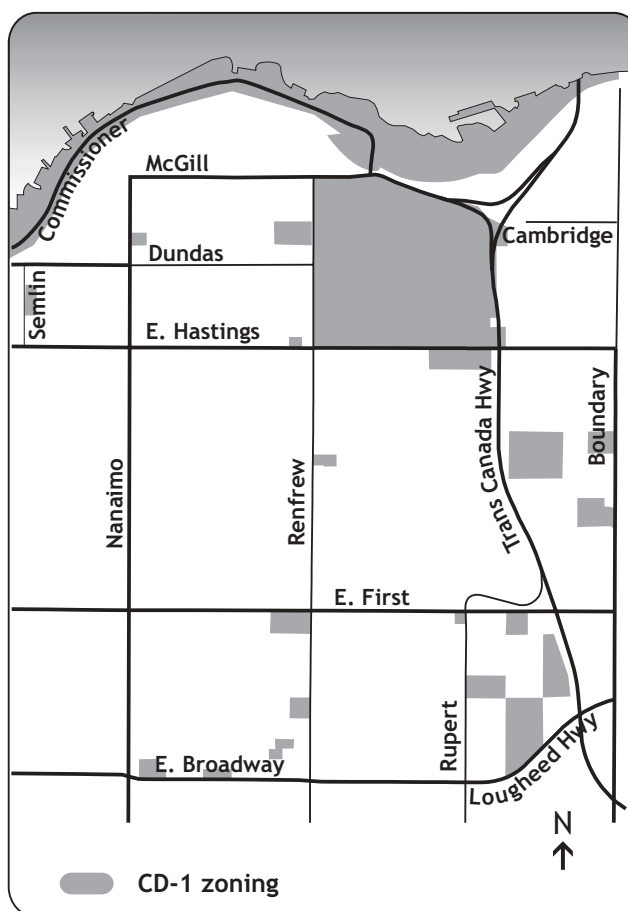 Commissioner
McGill
Cambridge
Dundas
Semlin
E. Hastings
Trans Canada Hwy
Boundary
Nanaimo
Renfrew
E. First
Rupert
E. Broadway
Lougheed Hwy
N
CD-1 zoning